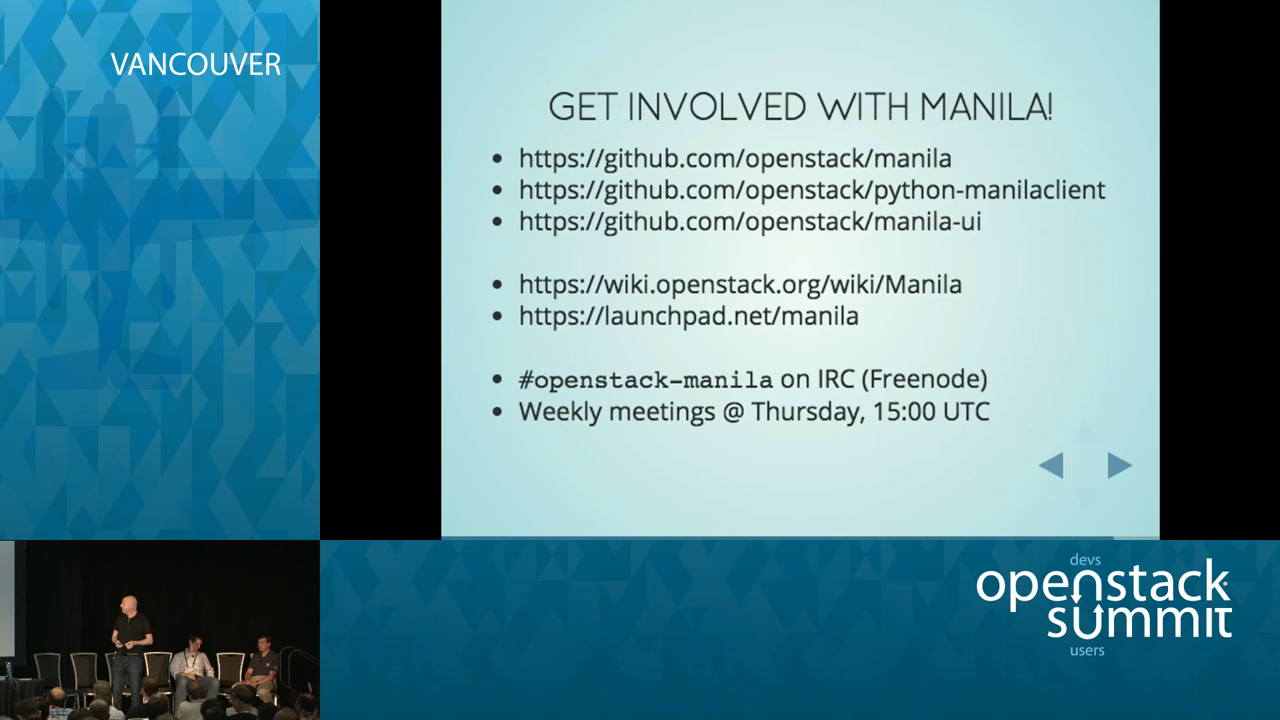 VANCOUVER
GET INVOLVED WITH MANILA!
• https://github.com/openstack/manila
• https://github.com/openstack/python-manilaclient
• https://github.com/openstack/manila-ui
• https://wiki.openstack.org/wiki/Manila
• https://launchpad.net/manila
• #openstack-manila on IRC (Freenode)
• Weekly meetings @ Thursday, 15:00 UTC
devs
openstack
summit
users